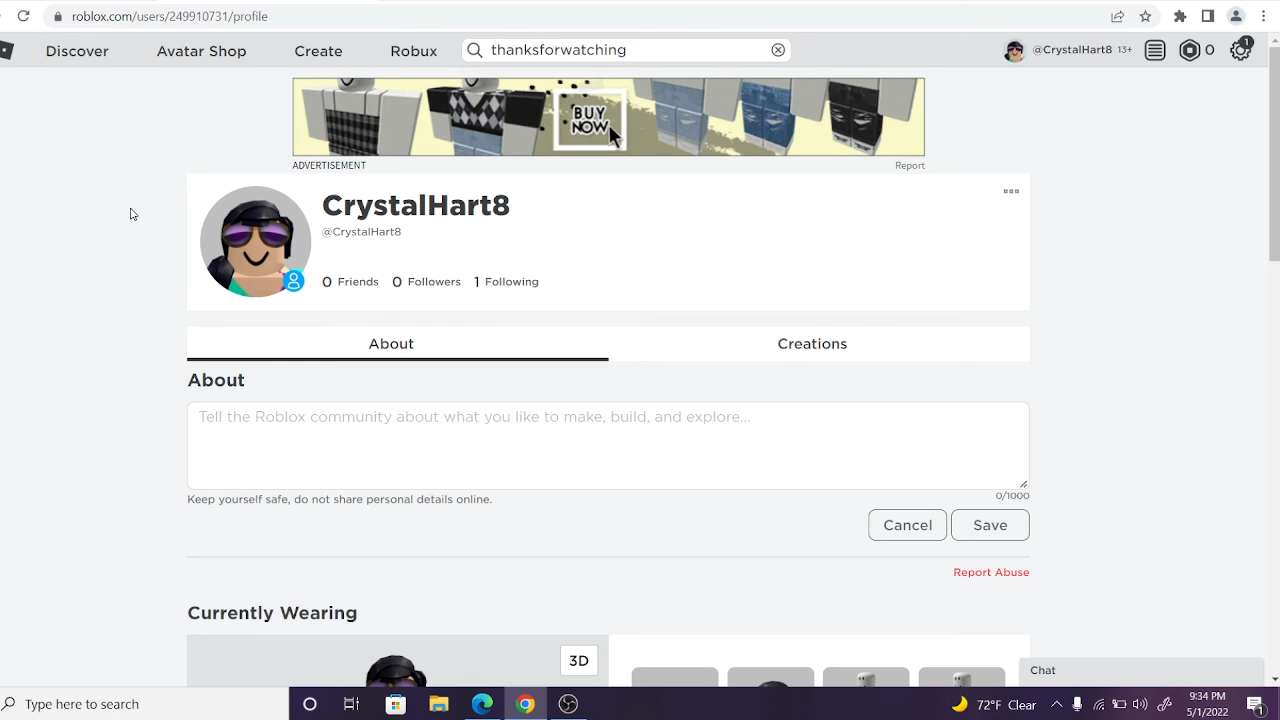 roblox.com/users/249910731/profile
Discover Avatar Shop Create Robux thanksforwatching @CrystalHart8 13+ 0 1
BUY NOW
ADVERTISEMENT Report
CrystalHart8
@CrystalHart8
0 Friends 0 Followers 1 Following
About Creations
About
Tell the Roblox community about what you like to make, build, and explore...
Keep yourself safe, do not share personal details online. 0/1000
Cancel Save
Report Abuse
Currently Wearing
3D
Chat
Type here to search 72°F Clear 9:34 PM
5/1/2022 1